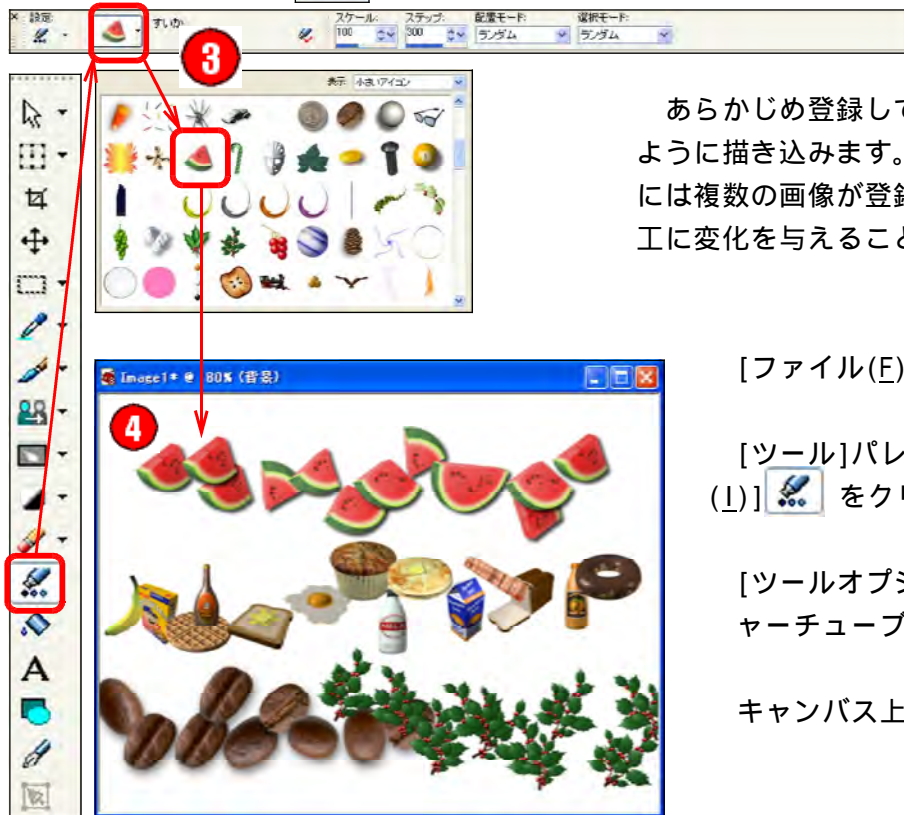 設定:
すいか
スケール:
100
ステップ:
300
配置モード:
ランダム
選択モード:
ランダム
3
表示: 小さいアイコン
あらかじめ登録して
ように描き込みます。
には複数の画像が登録
工に変化を与えること
Image1* @ 80% (背景)
4
[ファイル(F)
[ツール]パレ
(I)] をクリ
[ツールオプシ
ャーチューブ
キャンバス上
A